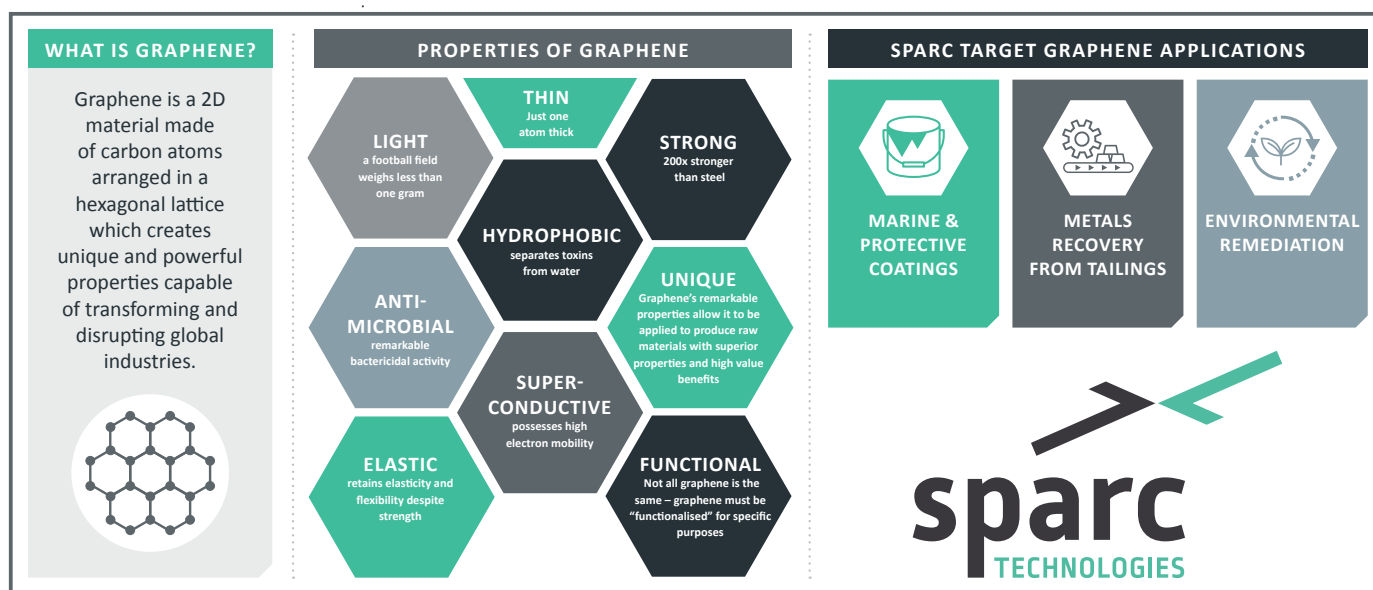 WHAT IS GRAPHENE?
Graphene is a 2D
material made
of carbon atoms
arranged in a
hexagonal lattice
which creates
unique and powerful
properties capable
of transforming and
disrupting global
industries.
PROPERTIES OF GRAPHENE
THIN
Just one
atom thick
LIGHT
a football field
weighs less than
one gram
STRONG
200x stronger
than steel
HYDROPHOBIC
separates toxins
from water
ANTI-
MICROBIAL
remarkable
bactericidal activity
UNIQUE
Graphene's remarkable
properties allow it to be
applied to produce raw
materials with superior
properties and high value
benefits
SUPER-
CONDUCTIVE
possesses high
electron mobility
ELASTIC
retains elasticity and
flexibility despite
strength
FUNCTIONAL
Not all graphene is the
same – graphene must be
“functionalised” for specific
purposes
SPARC TARGET GRAPHENE APPLICATIONS
MARINE &
PROTECTIVE
COATINGS
METALS
RECOVERY
FROM TAILINGS
ENVIRONMENTAL
REMEDIATION
sparc
TECHNOLOGIES